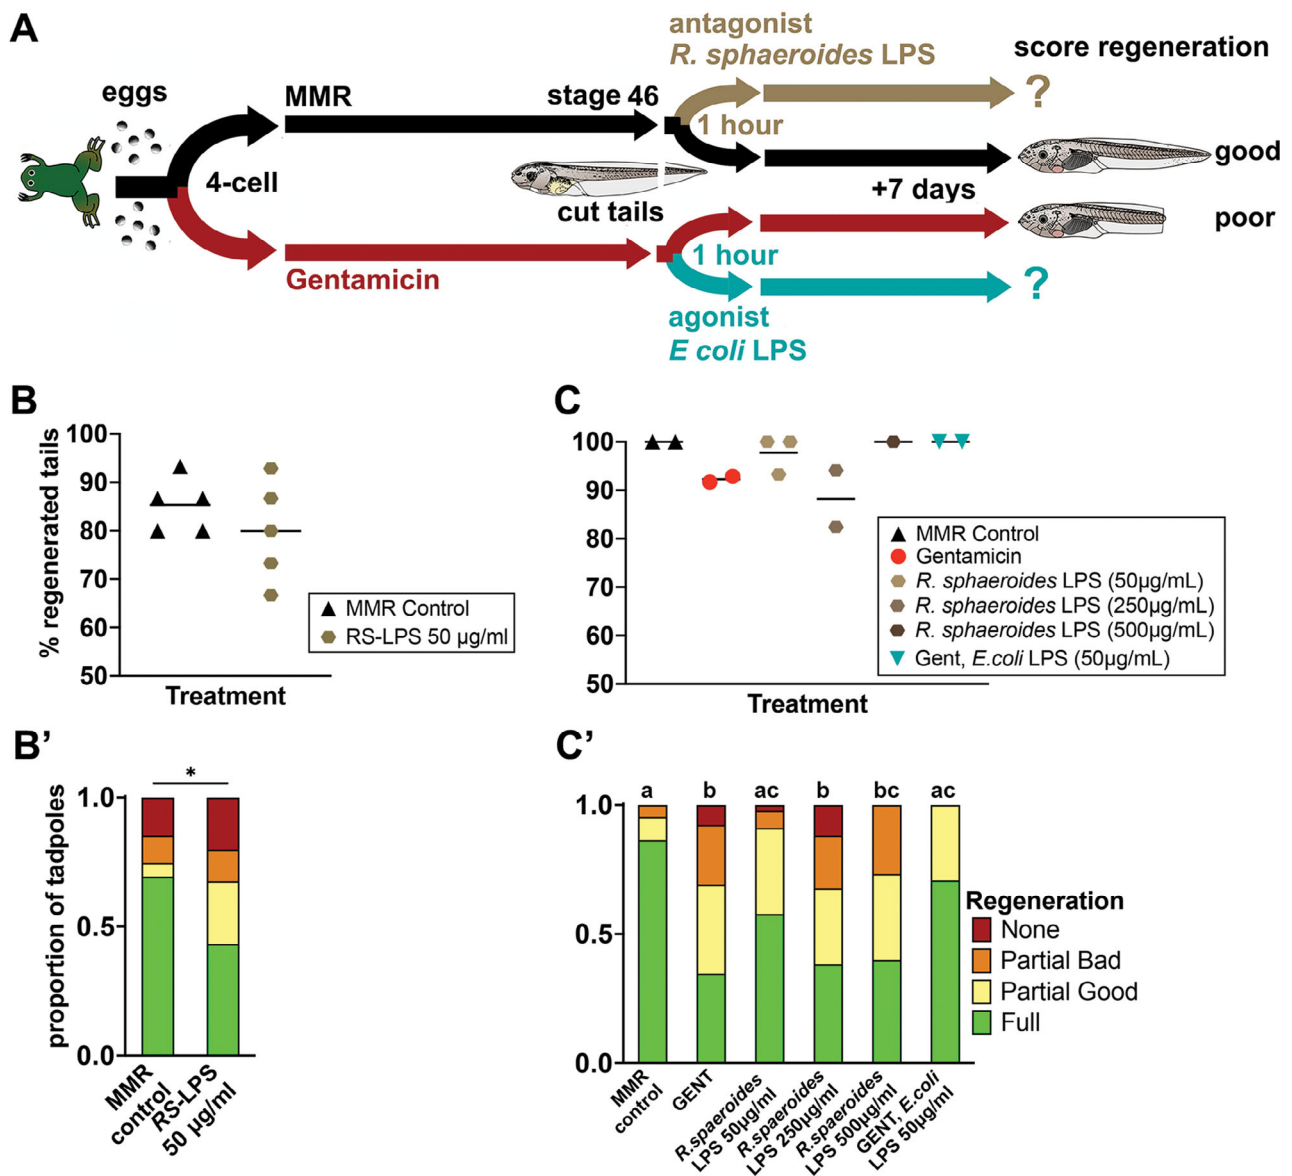 A
eggs
MMR
4-cell
Gentamicin
stage 46
cut tails
antagonist
R. sphaeroides LPS
1 hour
score regeneration
?
good
+7 days
poor
1 hour
?
agonist
E coli LPS
B
% regenerated tails
100
90
80
70
60
50
Treatment
MMR Control
RS-LPS 50 µg/ml
C
100
90
80
70
60
50
Treatment
MMR Control
Gentamicin
R. sphaeroides LPS (50µg/mL)
R. sphaeroides LPS (250µg/mL)
R. sphaeroides LPS (500µg/mL)
Gent, E.coli LPS (50µg/mL)
B'
proportion of tadpoles
1.0
0.5
0.0
*
MMR
control
RS-LPS
50 µg/ml
C'
1.0
0.5
0.0
a
b
ac
b
bc
ac
MMR
control
GENT
R.spaeroides
LPS 50µg/ml
R.spaeroides
LPS 250µg/ml
R.spaeroides
LPS 500µg/ml
GENT, E.coli
LPS 50µg/ml
Regeneration
None
Partial Bad
Partial Good
Full